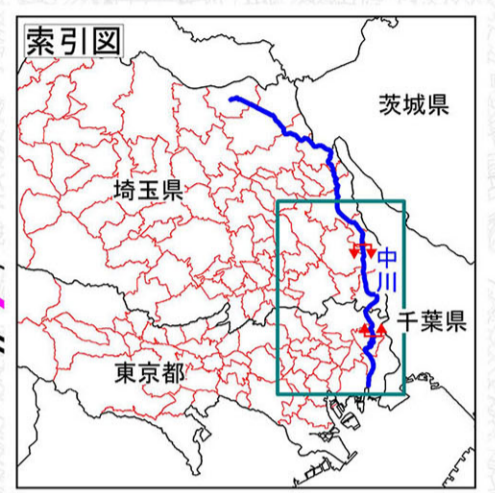 索引図
茨城県
埼玉県
中川
千葉県
東京都